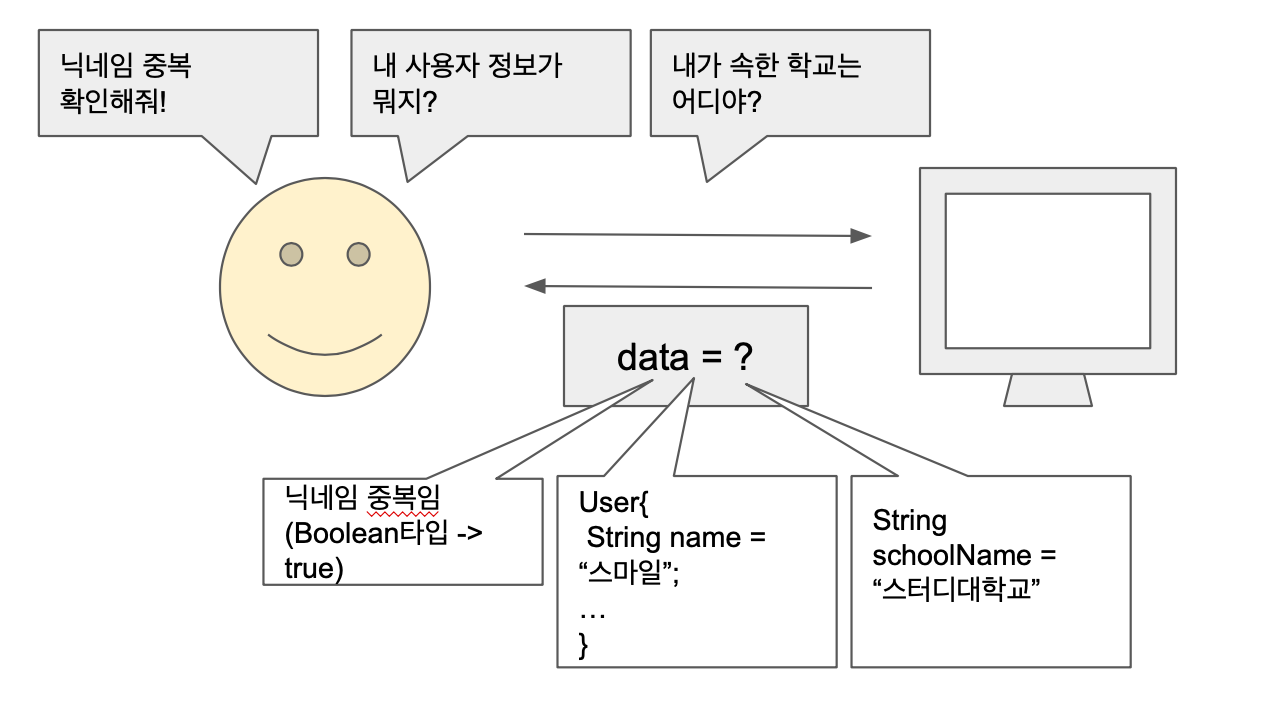 닉네임 중복
확인해줘!
내 사용자 정보가
뭐지?
내가 속한 학교는
어디야?
data = ?
닉네임 중복임
(Boolean타입 ->
true)
User{
String name =
“스마일”;
…
}
String
schoolName =
“스터디대학교”